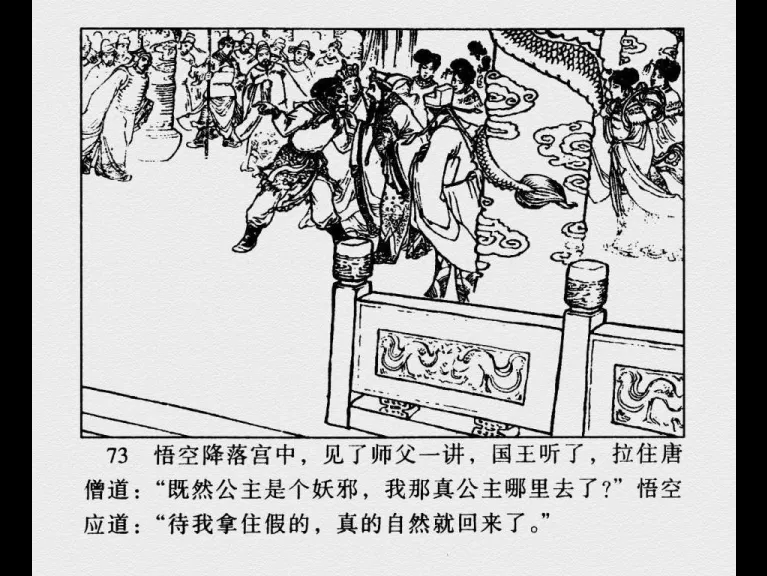 73 悟空降落宫中，见了师父一讲，国王听了，拉住唐
僧道：“既然公主是个妖邪，我那真公主哪里去了？”悟空
应道：“待我拿住假的，真的自然就回来了。”